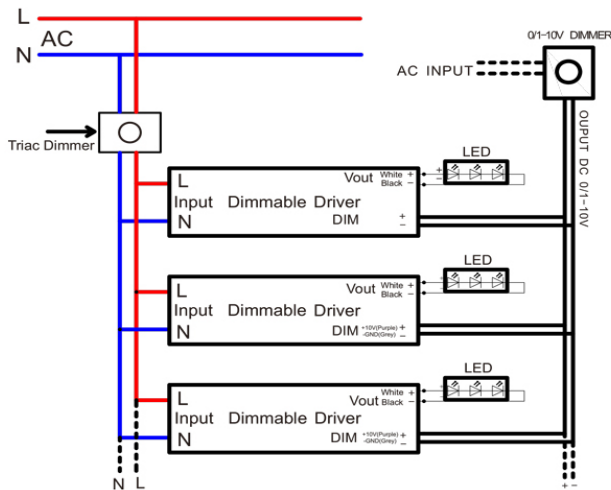 L
AC
N
0/1-10V DIMMER
AC INPUT
OUPUT DC 0/1-10V
Triac Dimmer
LED
L Vout White +
Black -
Input Dimmable Driver
N DIM +
-
LED
L Vout White +
Black -
Input Dimmable Driver
N DIM +10V(Purple) +
-GND(Grey) -
LED
L Vout White +
Black -
Input Dimmable Driver
N DIM +10V(Purple) +
-GND(Grey) -
N L
+ -